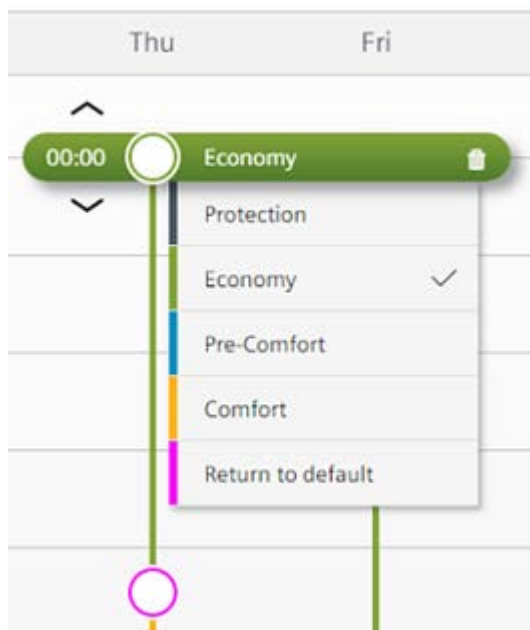 Thu Fri
00:00 Economy
Protection
Economy
Pre-Comfort
Comfort
Return to default